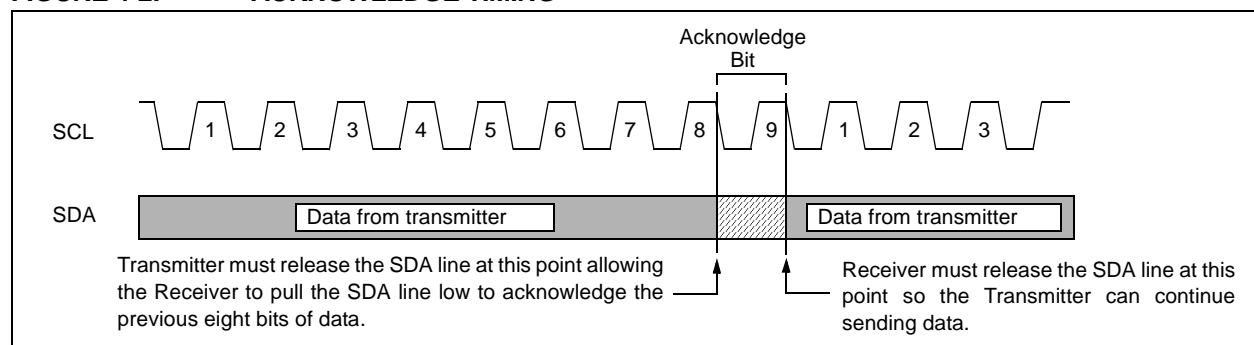 Acknowledge
Bit
SCL
1 2 3 4 5 6 7 8 9 1 2 3
SDA
Data from transmitter
Data from transmitter
Transmitter must release the SDA line at this point allowing
the Receiver to pull the SDA line low to acknowledge the
previous eight bits of data.
Receiver must release the SDA line at this
point so the Transmitter can continue
sending data.